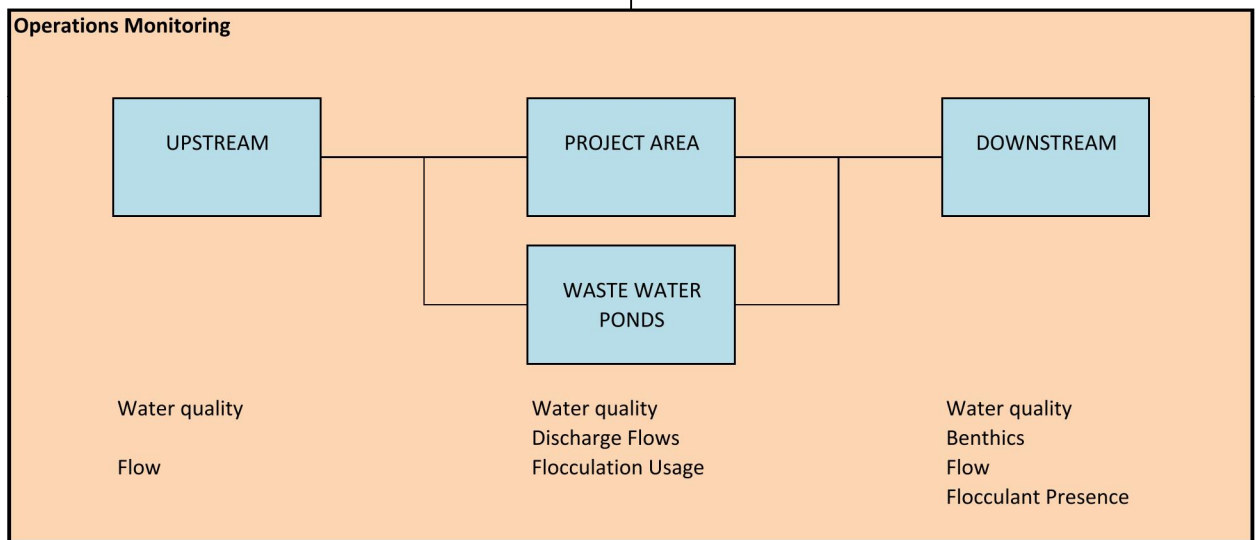 Operations Monitoring
UPSTREAM
PROJECT AREA
DOWNSTREAM
WASTE WATER
PONDS
Water quality
Flow
Water quality
Discharge Flows
Flocculation Usage
Water quality
Benthics
Flow
Flocculant Presence